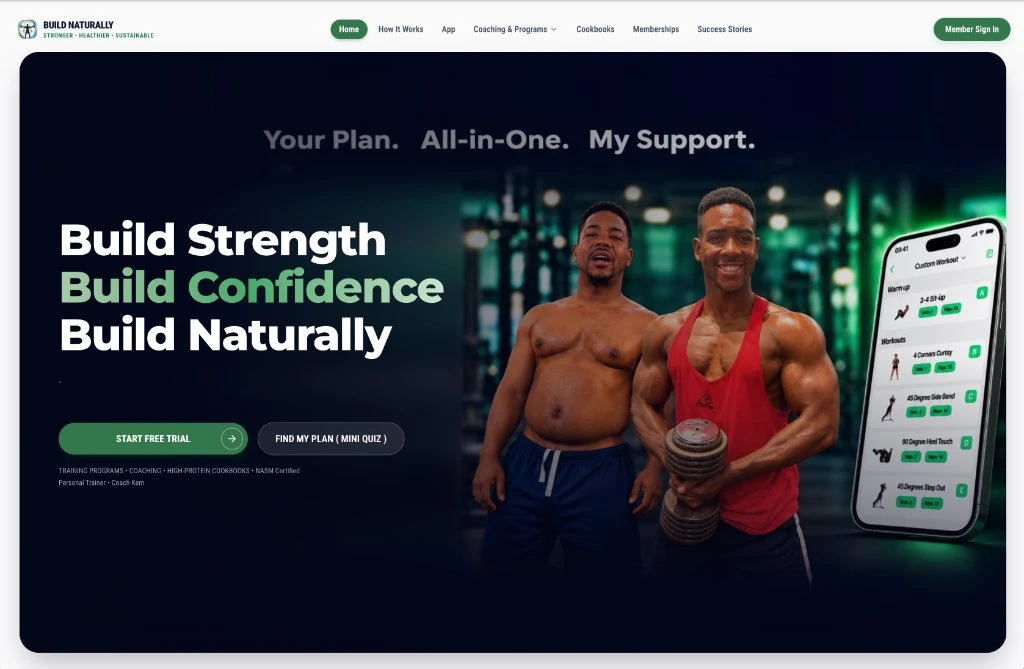 BUILD NATURALLY
STRONGER • HEALTHIER • SUSTAINABLE
Home
How It Works
App
Coaching & Programs
Cookbooks
Memberships
Success Stories
Member Sign In
Your Plan. All-in-One. My Support.
Build Strength
Build Confidence
Build Naturally
START FREE TRIAL
FIND MY PLAN ( MINI QUIZ )
TRAINING PROGRAMS • COACHING • HIGH-PROTEIN COOKBOOKS • NASM Certified
Personal Trainer • Coach Kem
09:41
Custom Workout
Warm up
3-4 Sit-up
A
Workouts
4 Corners Curtsy
B
45 Degree Side Bend
C
90 Degree Heel Touch
D
45 Degrees Step Out
E